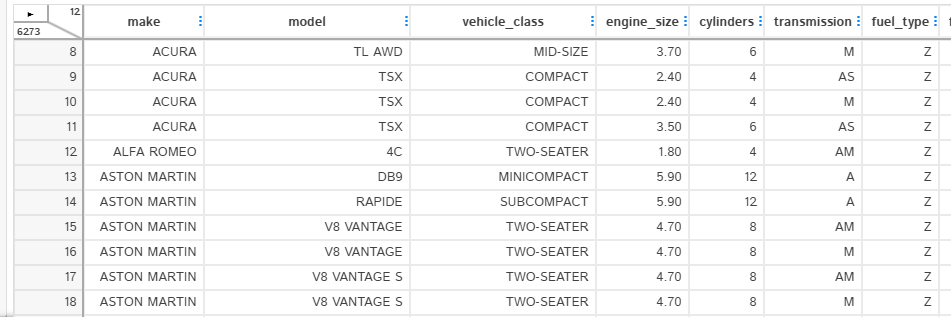 ► 12 make model vehicle_class engine_size cylinders transmission fuel_type
6273
8 ACURA TL AWD MID-SIZE 3.70 6 M Z
9 ACURA TSX COMPACT 2.40 4 AS Z
10 ACURA TSX COMPACT 2.40 4 M Z
11 ACURA TSX COMPACT 3.50 6 AS Z
12 ALFA ROMEO 4C TWO-SEATER 1.80 4 AM Z
13 ASTON MARTIN DB9 MINICOMPACT 5.90 12 A Z
14 ASTON MARTIN RAPIDE SUBCOMPACT 5.90 12 A Z
15 ASTON MARTIN V8 VANTAGE TWO-SEATER 4.70 8 AM Z
16 ASTON MARTIN V8 VANTAGE TWO-SEATER 4.70 8 M Z
17 ASTON MARTIN V8 VANTAGE S TWO-SEATER 4.70 8 AM Z
18 ASTON MARTIN V8 VANTAGE S TWO-SEATER 4.70 8 M Z